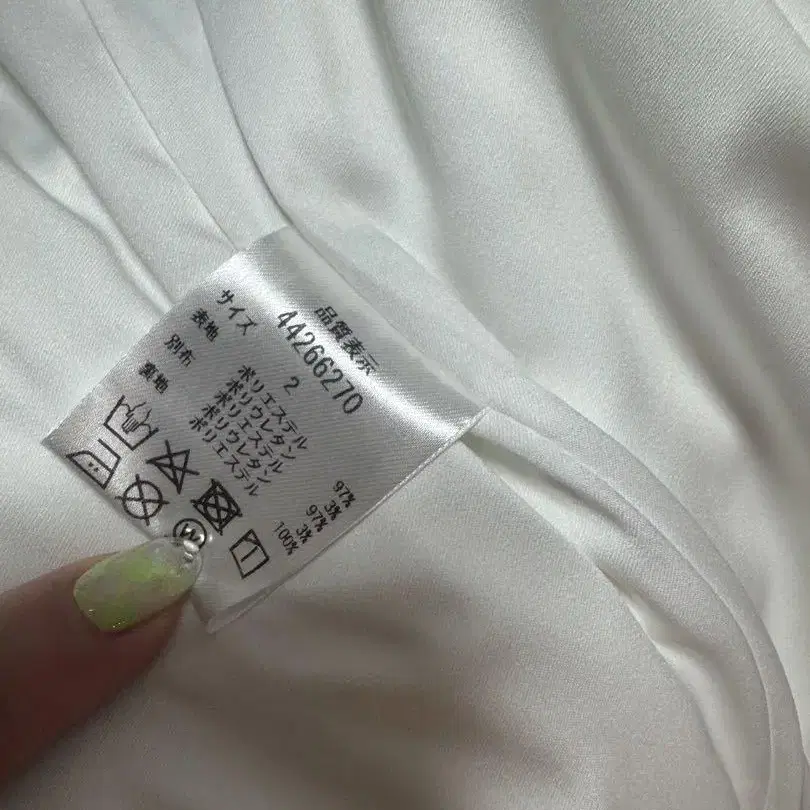 品質表示
44266270
サイズ 2
表地 ポリエステル 97%
ポリウレタン 3%
別布 ポリエステル 97%
ポリウレタン 3%
裏地 ポリエステル 100%
W